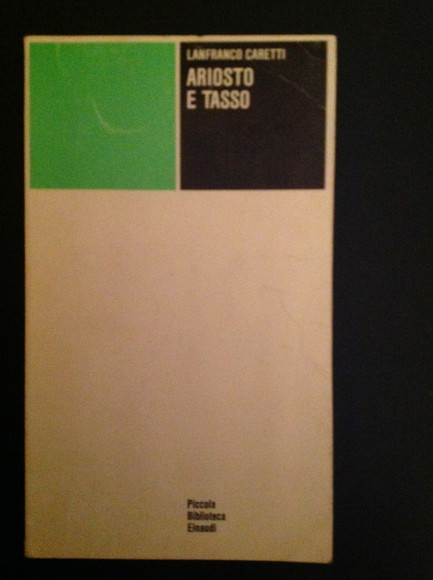 LANFRANCO CARETTI
ARIOSTO
E TASSO
Piccola
Biblioteca
Einaudi